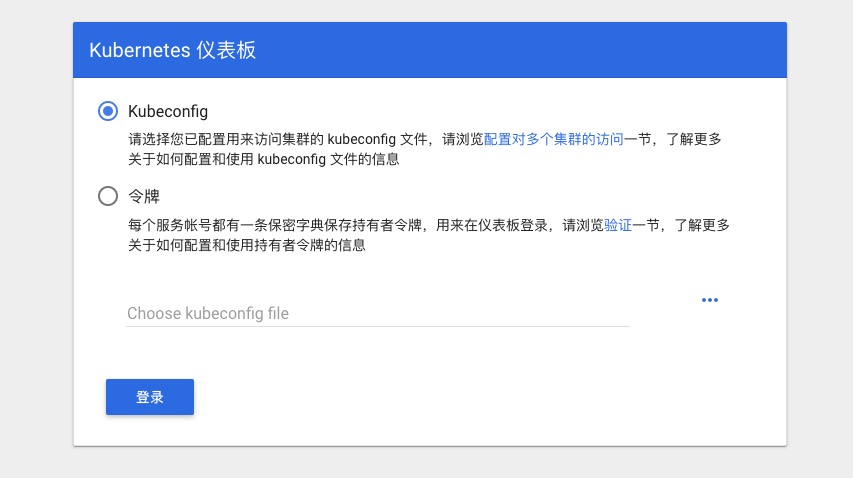 Kubernetes 仪表板
Kubeconfig
请选择您已配置用来访问集群的 kubeconfig 文件，请浏览配置对多个集群的访问一节，了解更多
关于如何配置和使用 kubeconfig 文件的信息
令牌
每个服务帐号都有一条保密字典保存持有者令牌，用来在仪表板登录，请浏览验证一节，了解更多
关于如何配置和使用持有者令牌的信息
Choose kubeconfig file
登录